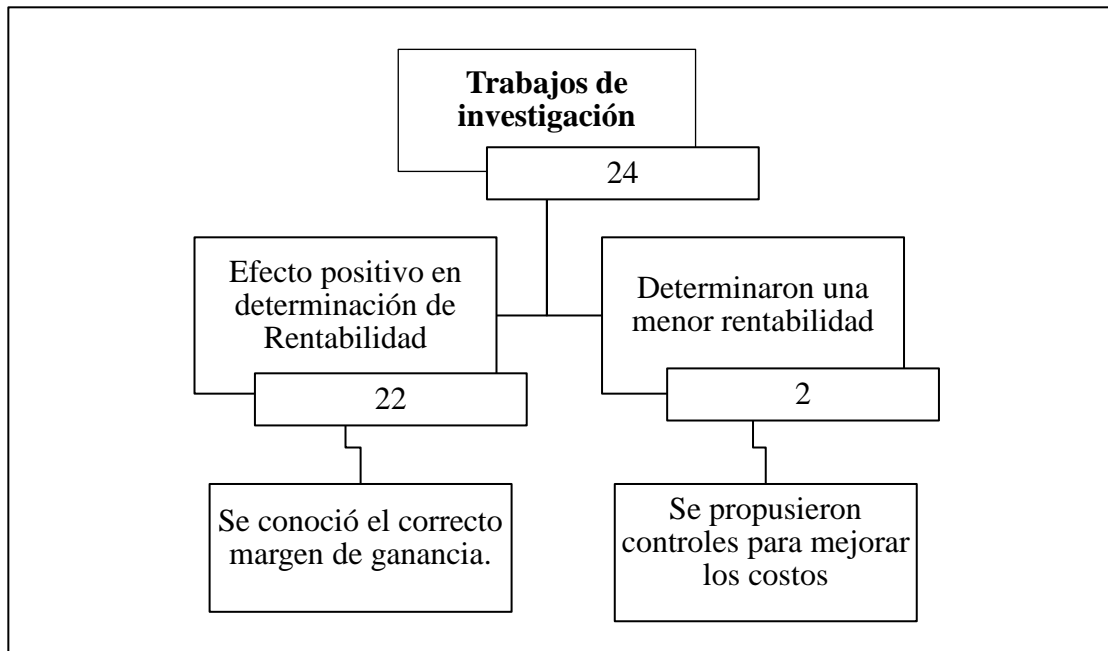 Trabajos de
investigación
24
Efecto positivo en
determinación de
Rentabilidad
22
Determinaron una
menor rentabilidad
2
Se conoció el correcto
margen de ganancia.
Se propusieron
controles para mejorar
los costos